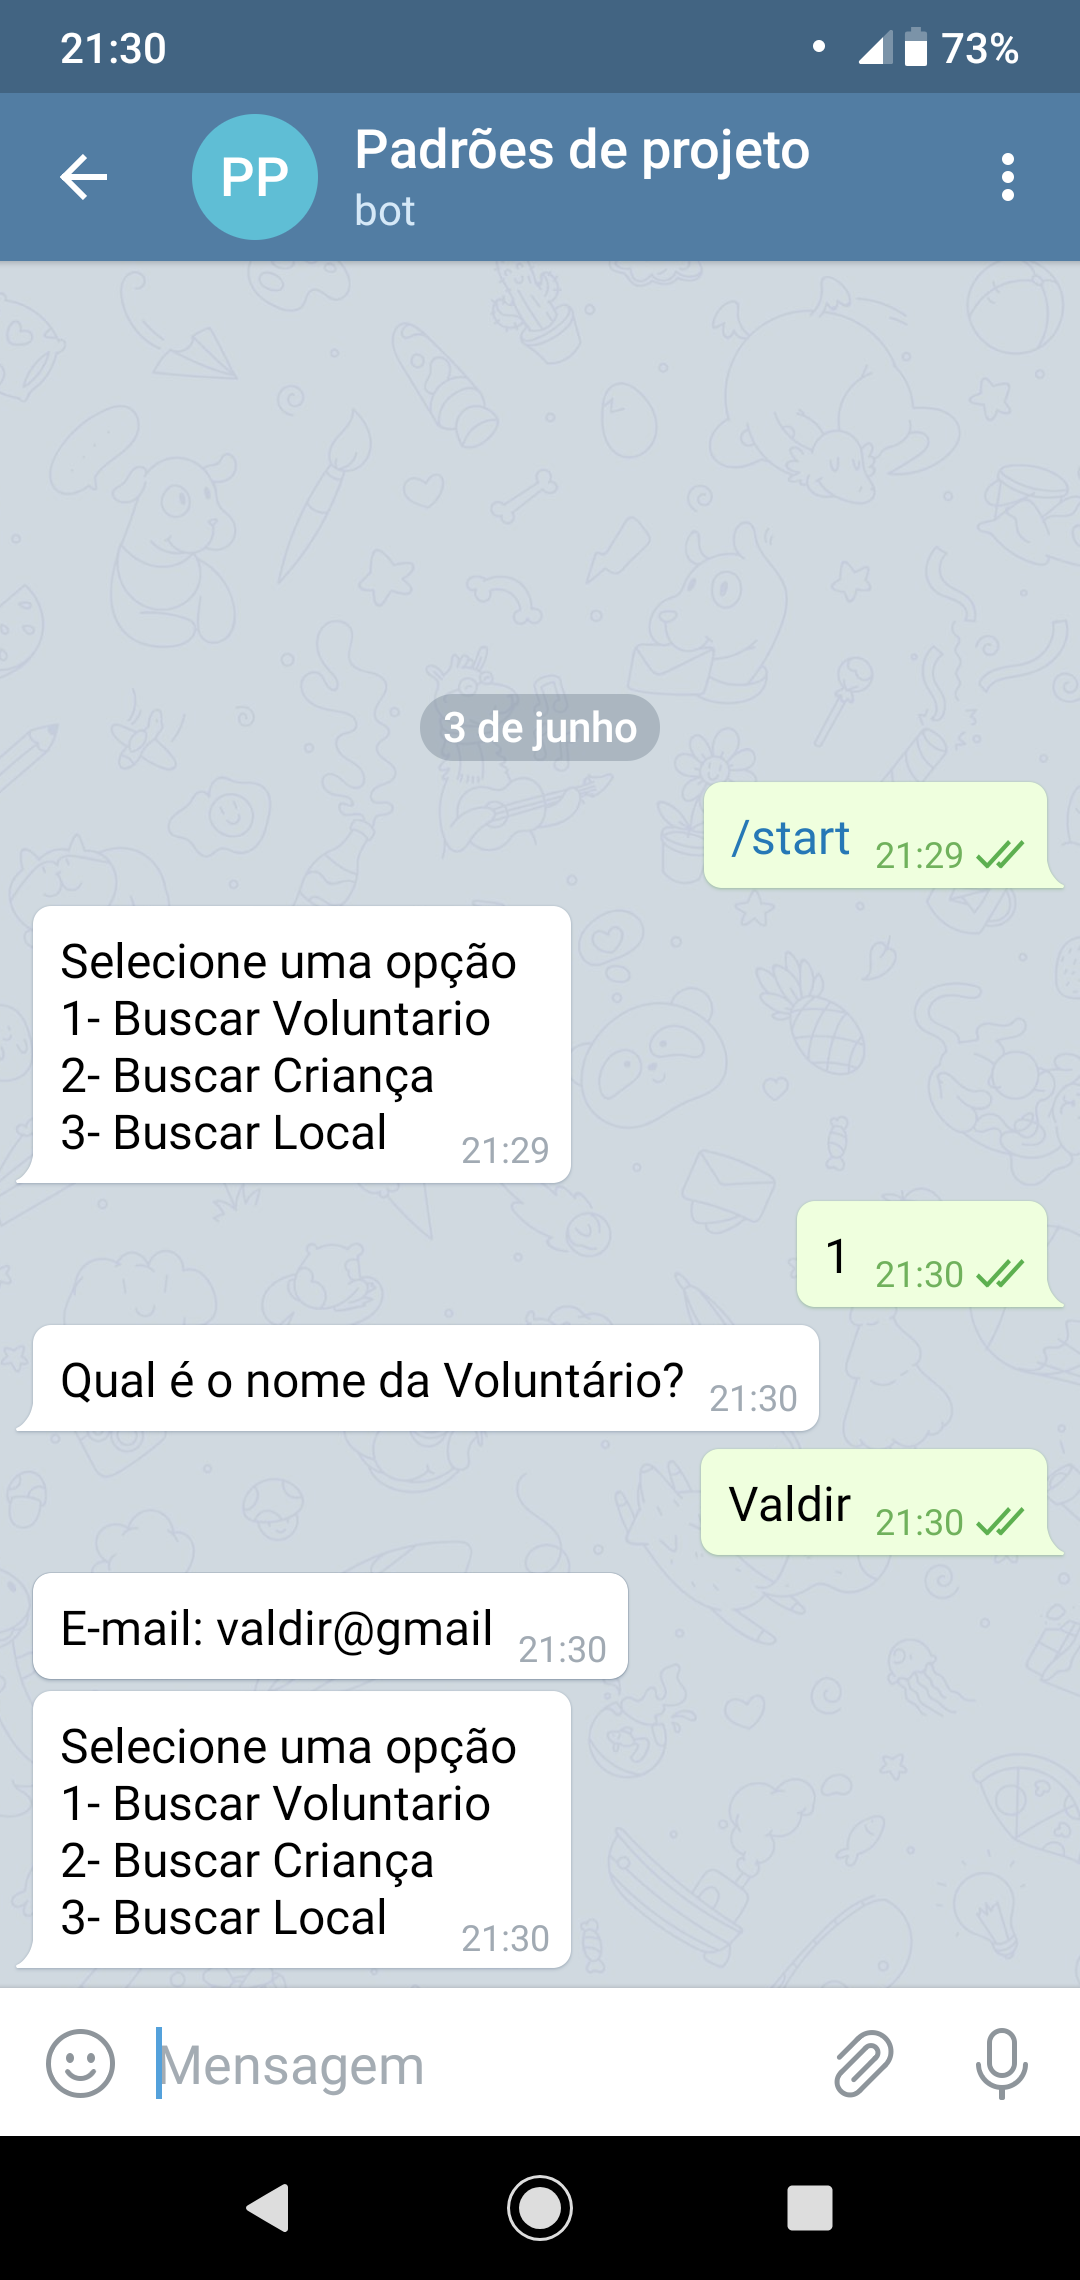 21:30
73%
PP
Padrões de projeto
bot
3 de junho
/start 21:29
Selecione uma opção
1- Buscar Voluntario
2- Buscar Criança
3- Buscar Local 21:29
1 21:30
Qual é o nome da Voluntário? 21:30
Valdir 21:30
E-mail: valdir@gmail 21:30
Selecione uma opção
1- Buscar Voluntario
2- Buscar Criança
3- Buscar Local 21:30
Mensagem